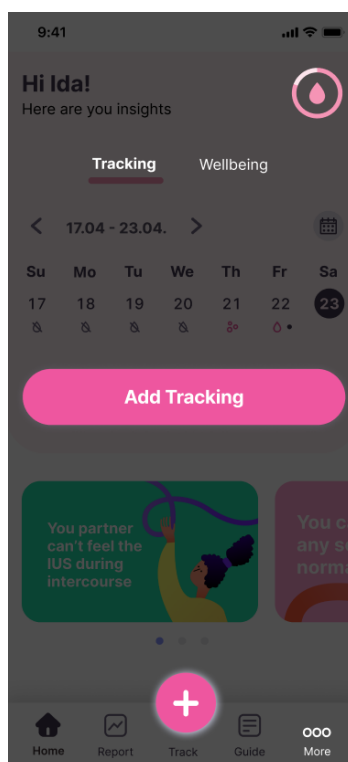 9:41
Hi Ida!
Here are you insights
Tracking Wellbeing
17.04 - 23.04.
Su Mo Tu We Th Fr Sa
17 18 19 20 21 22 23
Add Tracking
You partner
can't feel the
IUS during
intercourse
You c
any s
norma
Home Report Track Guide More